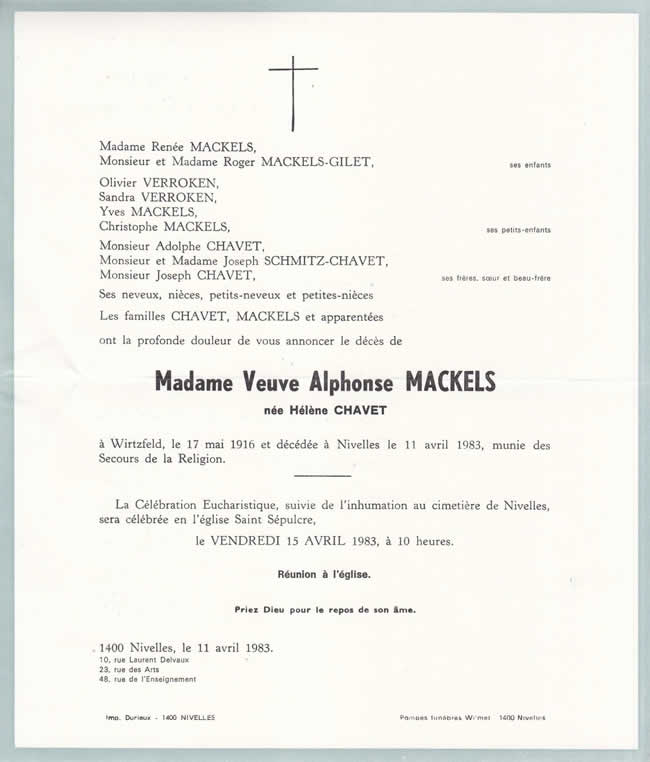 Madame Renée MACKELS,
Monsieur et Madame Roger MACKELS-GILET, ses enfants
Olivier VERROKEN,
Sandra VERROKEN,
Yves MACKELS,
Christophe MACKELS, ses petits-enfants
Monsieur Adolphe CHAVET,
Monsieur et Madame Joseph SCHMITZ-CHAVET,
Monsieur Joseph CHAVET, ses frères, sœur et beau-frère
Ses neveux, nièces, petits-neveux et petites-nièces
Les familles CHAVET, MACKELS et apparentées
ont la profonde douleur de vous annoncer le décès de
Madame Veuve Alphonse MACKELS
née Hélène CHAVET
à Wirtzfeld, le 17 mai 1916 et décédée à Nivelles le 11 avril 1983, munie des
Secours de la Religion.
La Célébration Eucharistique, suivie de l'inhumation au cimetière de Nivelles,
sera célébrée en l'église Saint Sépulcre,
le VENDREDI 15 AVRIL 1983, à 10 heures.
Réunion à l'église.
Priez Dieu pour le repos de son âme.
1400 Nivelles, le 11 avril 1983.
10, rue Laurent Delvaux
23, rue des Arts
48, rue de l'Enseignement
Imp. Durieux - 1400 NIVELLES Pompes funèbres Wilmet 1400 Nivelles